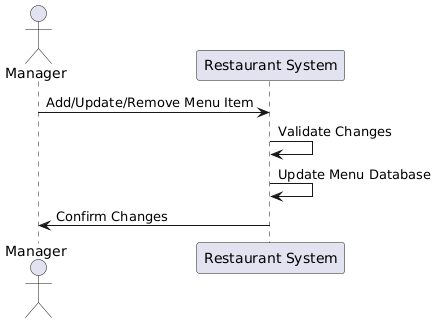 Manager
Restaurant System
Add/Update/Remove Menu Item
Validate Changes
Update Menu Database
Confirm Changes
Manager
Restaurant System